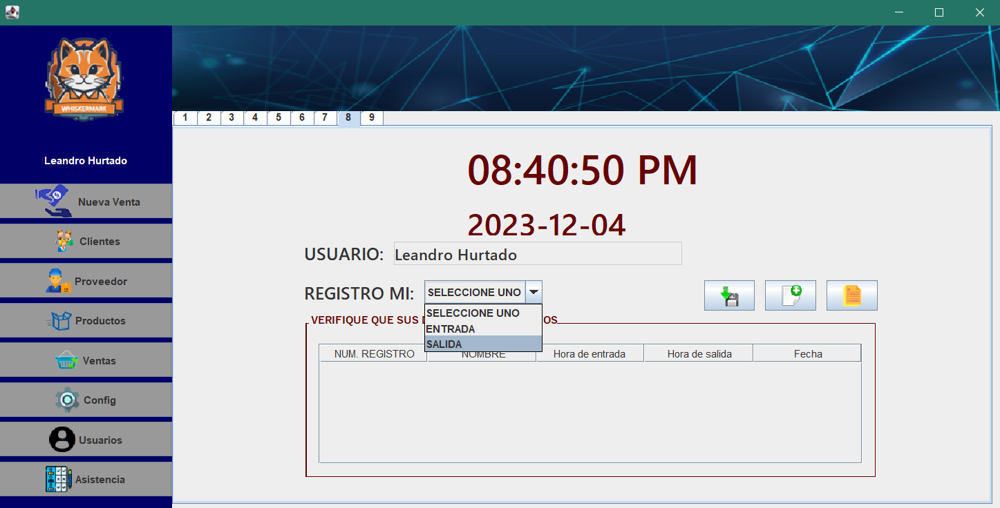 WHISKERMARK
Leandro Hurtado
Nueva Venta
Clientes
Proveedor
Productos
Ventas
Config
Usuarios
Asistencia
1 2 3 4 5 6 7 8 9
08:40:50 PM
2023-12-04
USUARIO: Leandro Hurtado
REGISTRO MI: SELECCIONE UNO
SELECCIONE UNO
ENTRADA
SALIDA
VERIFIQUE QUE SUS
NUM. REGISTRO NOMBRE Hora de entrada Hora de salida Fecha